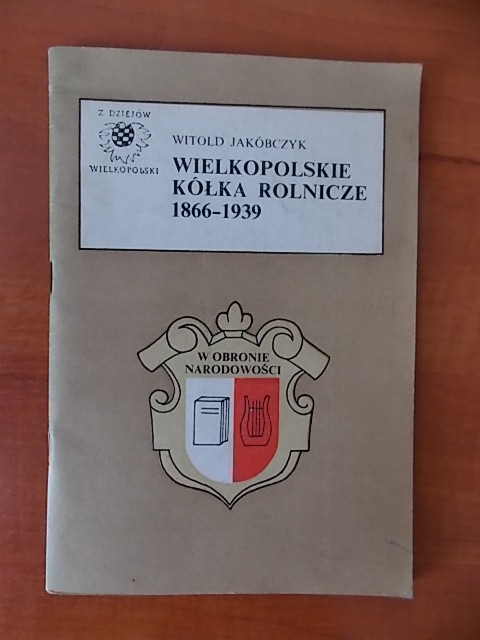 Z DZIEJÓW
WIELKOPOLSKI
WITOLD JAKÓBCZYK
WIELKOPOLSKIE
KÓŁKA ROLNICZE
1866–1939
W OBRONIE
NARODOWOŚCI